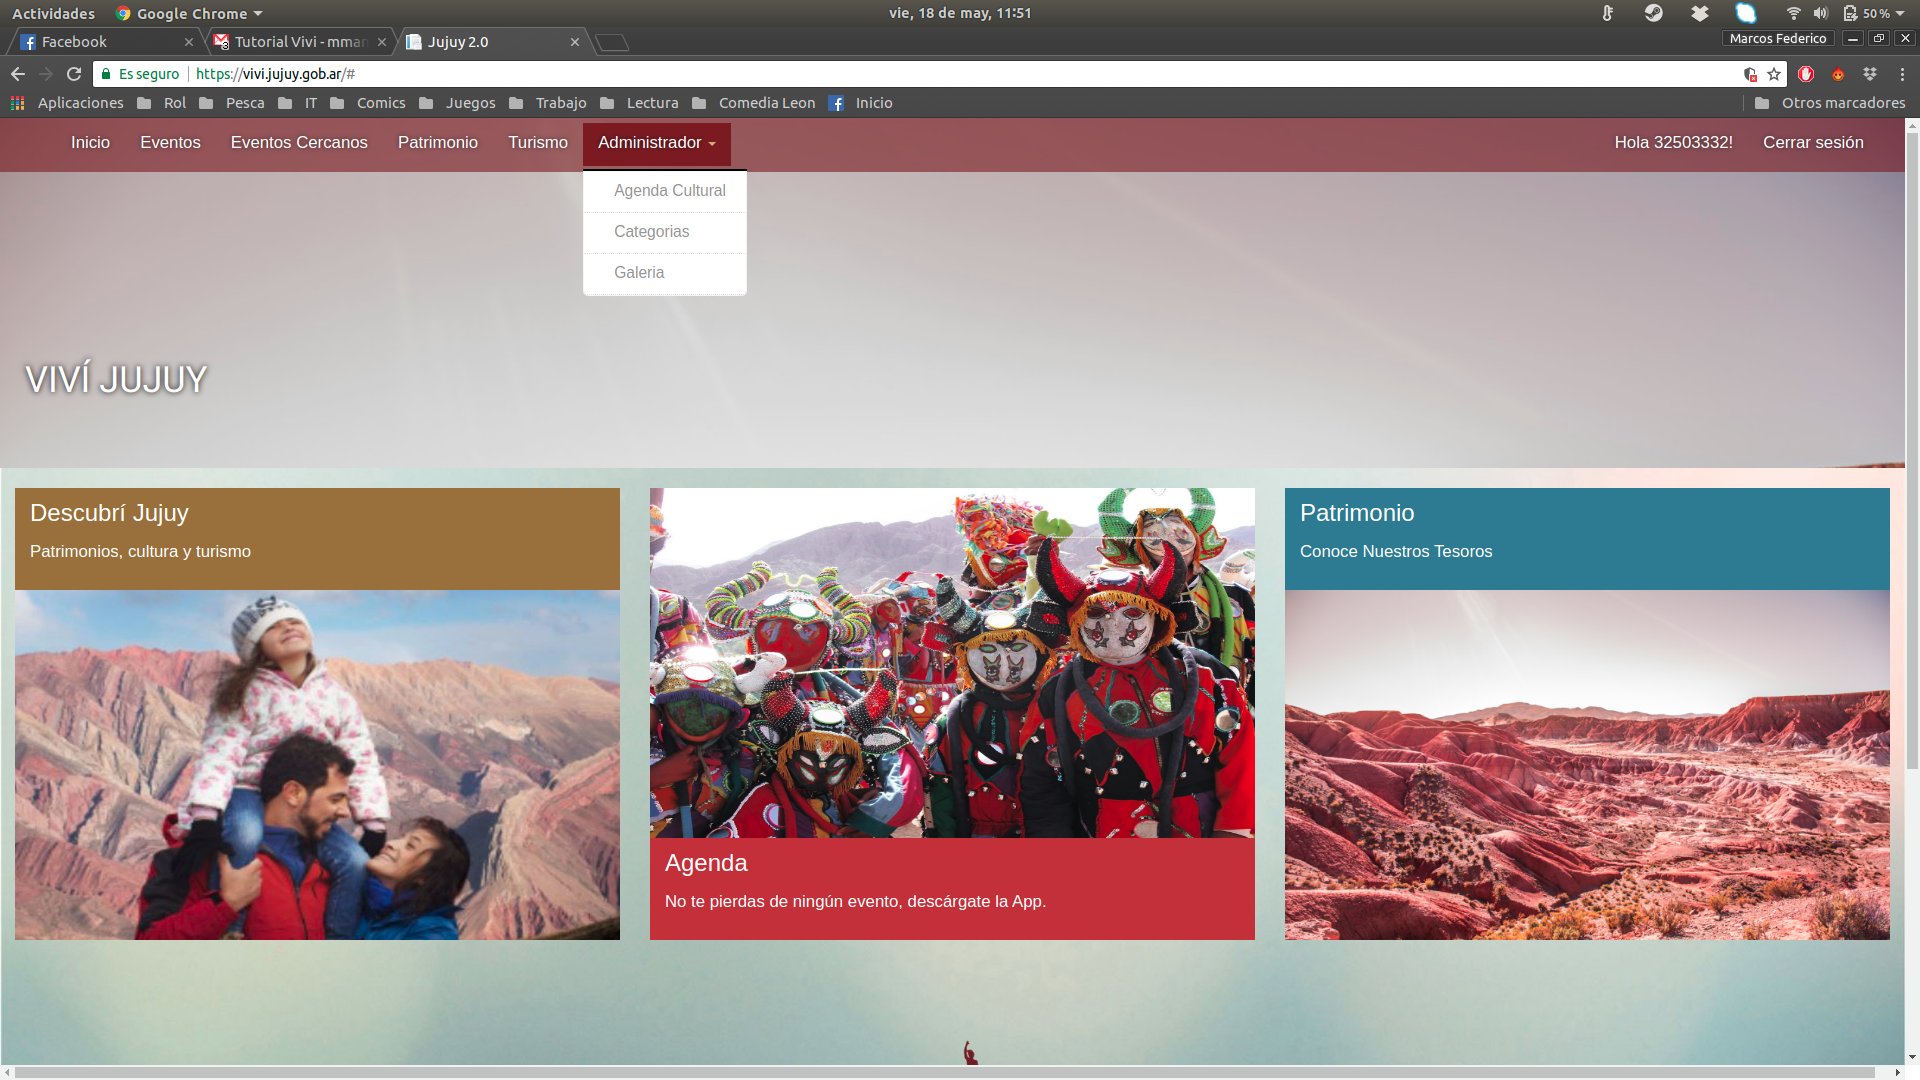 Actividades
Google Chrome
vie, 18 de may, 11:51
50 %
Facebook
Tutorial Vivi - mman
Jujuy 2.0
Marcos Federico
Es seguro
https://vivi.jujuy.gob.ar/#
Aplicaciones
Rol
Pesca
IT
Comics
Juegos
Trabajo
Lectura
Comedia Leon
Inicio
Otros marcadores
Inicio
Eventos
Eventos Cercanos
Patrimonio
Turismo
Administrador
Hola 32503332!
Cerrar sesión
Agenda Cultural
Categorias
Galeria
VIVÍ JUJUY
Descubrí Jujuy
Patrimonios, cultura y turismo
Agenda
No te pierdas de ningún evento, descárgate la App.
Patrimonio
Conoce Nuestros Tesoros